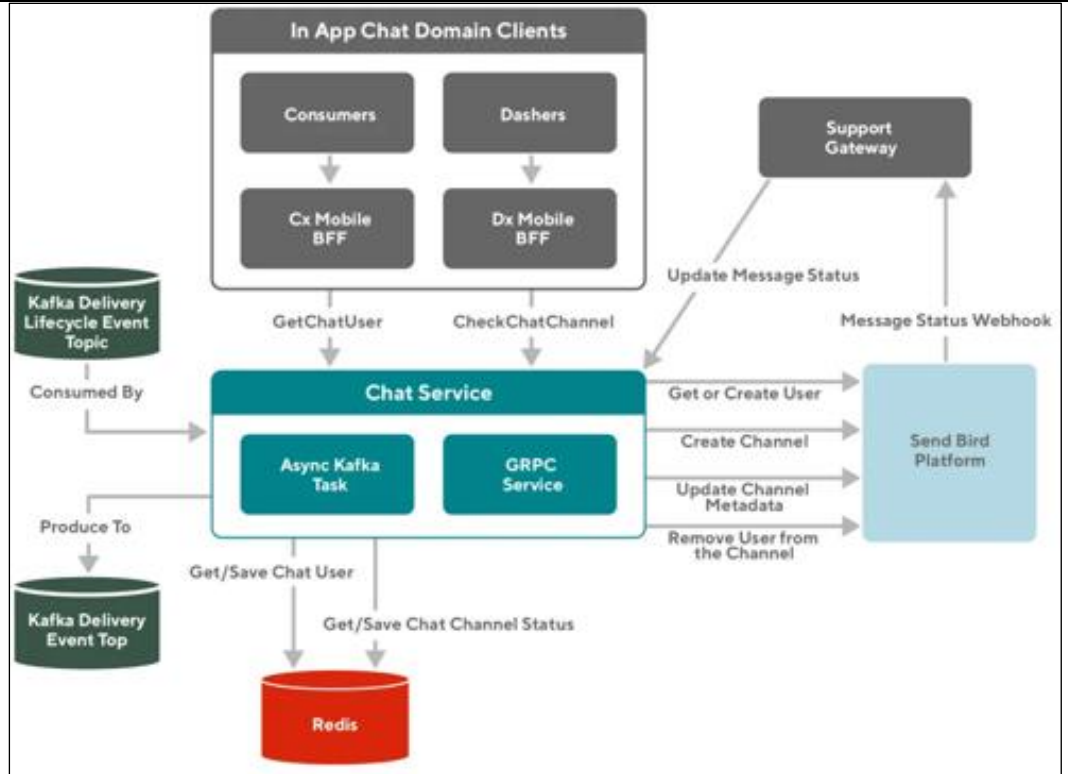 In App Chat Domain Clients
Consumers
Dashers
Support
Gateway
Cx Mobile
BFF
Dx Mobile
BFF
Update Message Status
Kafka Delivery
Lifecycle Event
Topic
GetChatUser
CheckChatChannel
Message Status Webhook
Consumed By
Chat Service
Get or Create User
Create Channel
Send Bird
Platform
Async Kafka
Task
GRPC
Service
Update Channel
Metadata
Produce To
Remove User from
the Channel
Get/Save Chat User
Kafka Delivery
Event Top
Get/Save Chat Channel Status
Redis